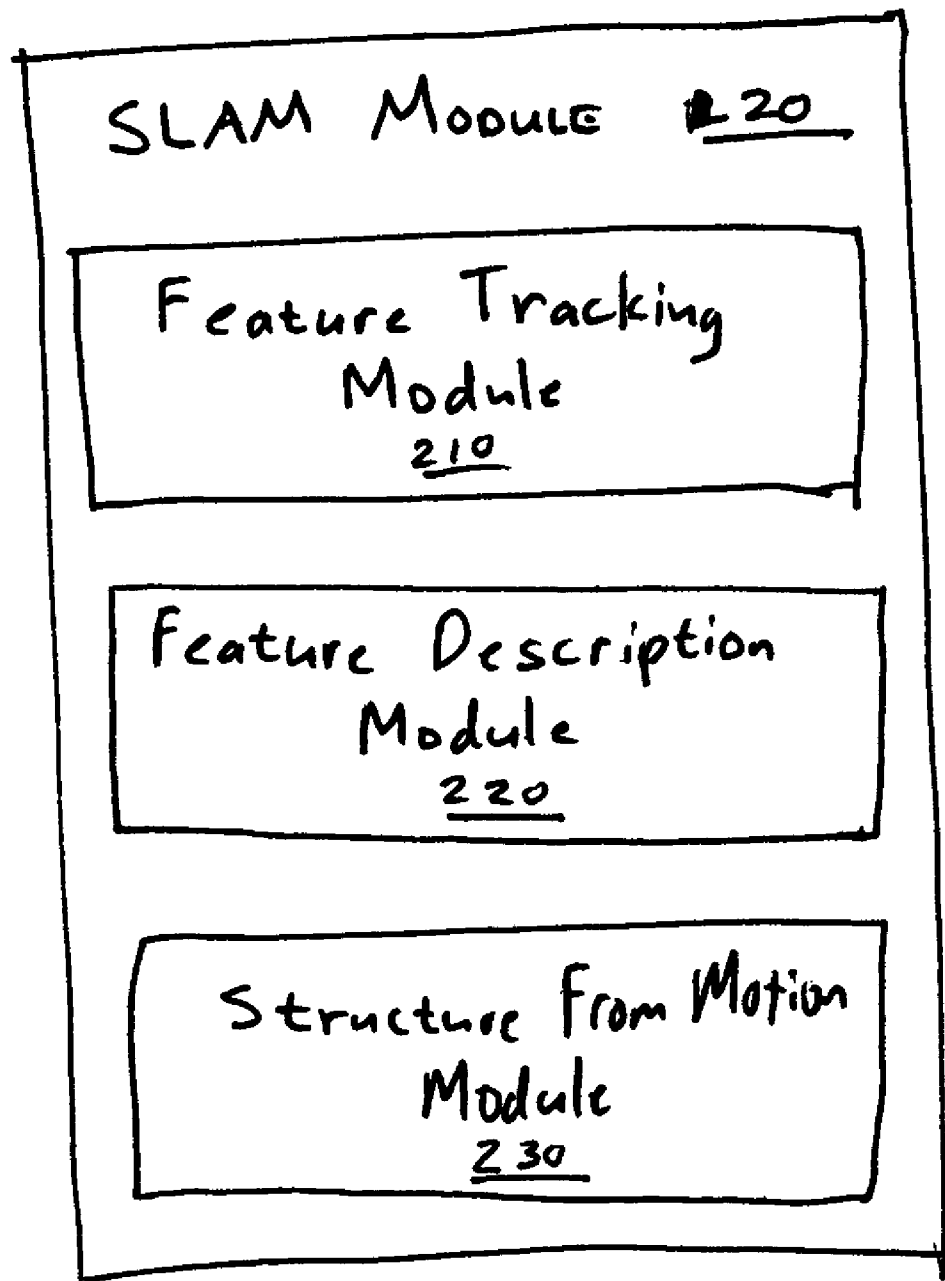 SLAM MODULE 120
Feature Tracking
Module
210
Feature Description
Module
220
Structure From Motion
Module
230